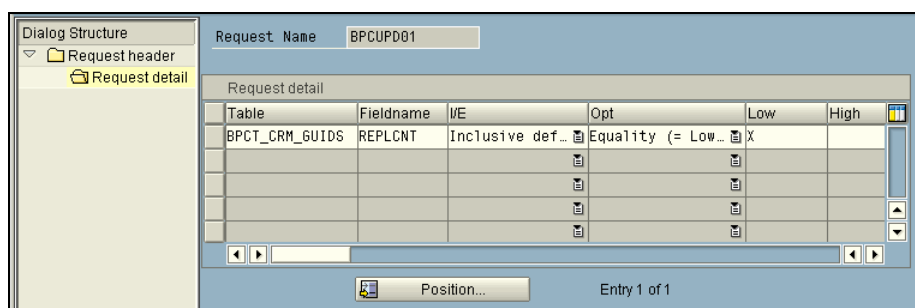 Dialog Structure
Request header
Request detail
Request Name BPCUPD01
Request detail
Table Fieldname I/E Opt Low High
BPCT_CRM_GUIDS REPLCNT Inclusive def… Equality (= Low… X
Position... Entry 1 of 1